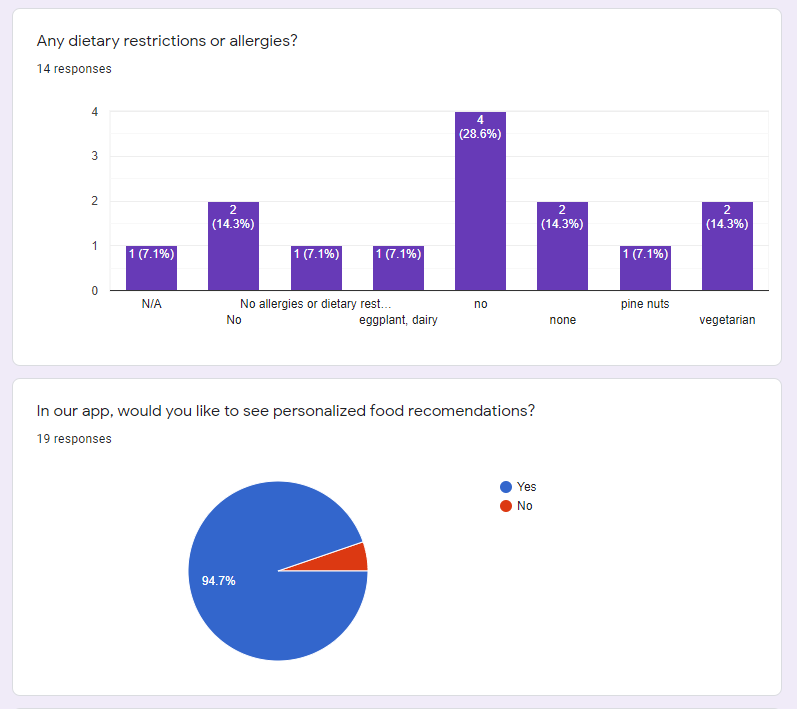 Any dietary restrictions or allergies?
14 responses
4
3
2
1
0
1 (7.1%)
2
(14.3%)
1 (7.1%)
1 (7.1%)
4
(28.6%)
2
(14.3%)
1 (7.1%)
2
(14.3%)
N/A
No
No allergies or dietary rest…
eggplant, dairy
no
none
pine nuts
vegetarian
In our app, would you like to see personalized food recomendations?
19 responses
94.7%
Yes
No